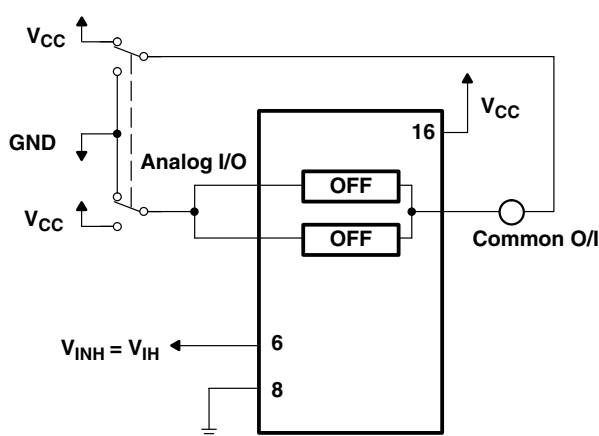 VCC
VCC
16
GND
Analog I/O
OFF
VCC
OFF
Common O/I
VINH = VIH
6
8